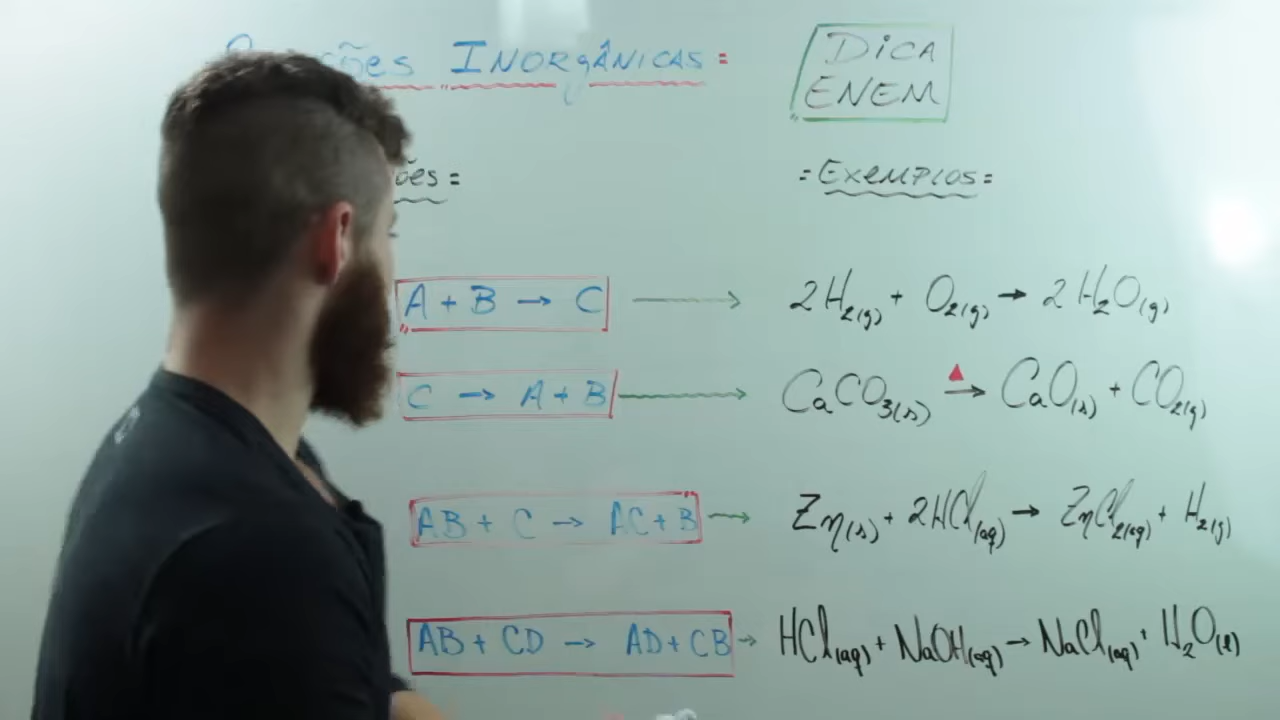 Inorgânicas:
Dica
ENEM
= Exemplos =
A + B → C → 2H₂(g) + O₂(g) → 2H₂O(g)
C → A + B → CaCO₃(s) →▲ CaO(s) + CO₂(g)
AB + C → AC + B → Zn(s) + 2HCl(aq) → ZnCl₂(aq) + H₂(g)
AB + CD → AD + CB → HCl(aq) + NaOH(aq) → NaCl(aq) + H₂O(l)